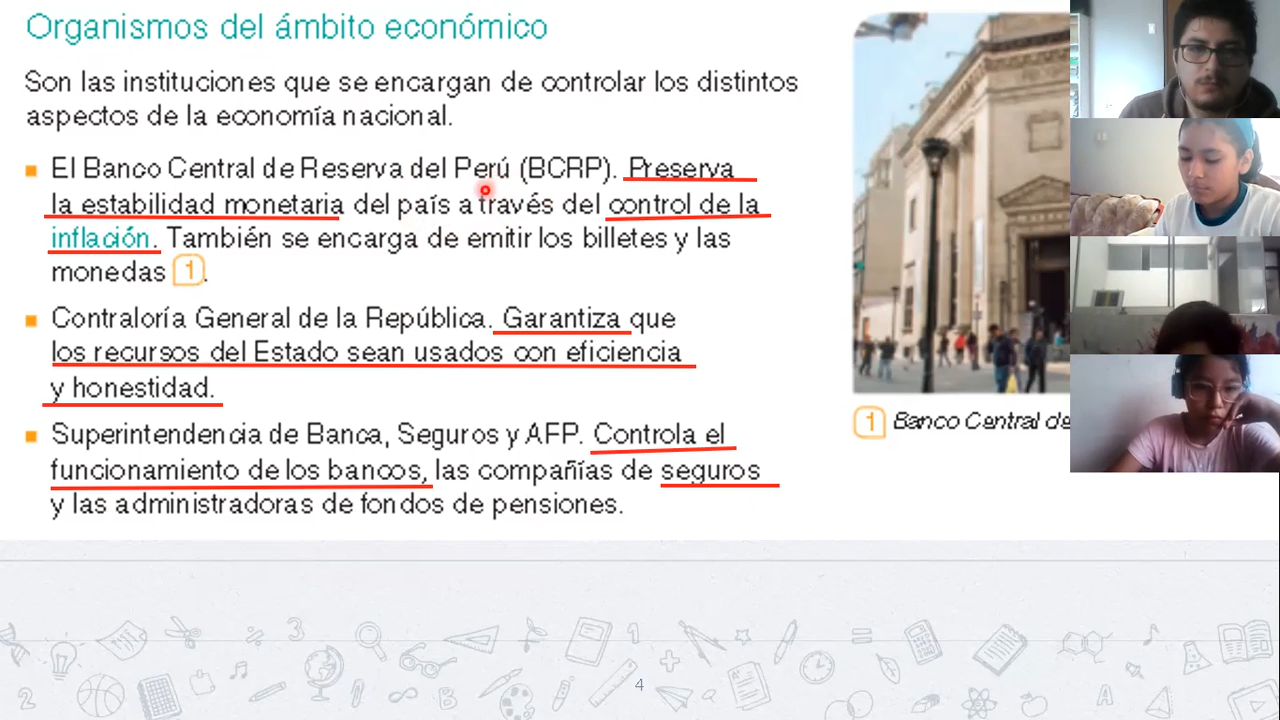 Organismos del ámbito económico
Son las instituciones que se encargan de controlar los distintos
aspectos de la economía nacional.
El Banco Central de Reserva del Perú (BCRP). Preserva
la estabilidad monetaria del país a través del control de la
inflación. También se encarga de emitir los billetes y las
monedas 1.
Contraloría General de la República. Garantiza que
los recursos del Estado sean usados con eficiencia
y honestidad.
Superintendencia de Banca, Seguros y AFP. Controla el
funcionamiento de los bancos, las compañías de seguros
y las administradoras de fondos de pensiones.
1 Banco Central de
4